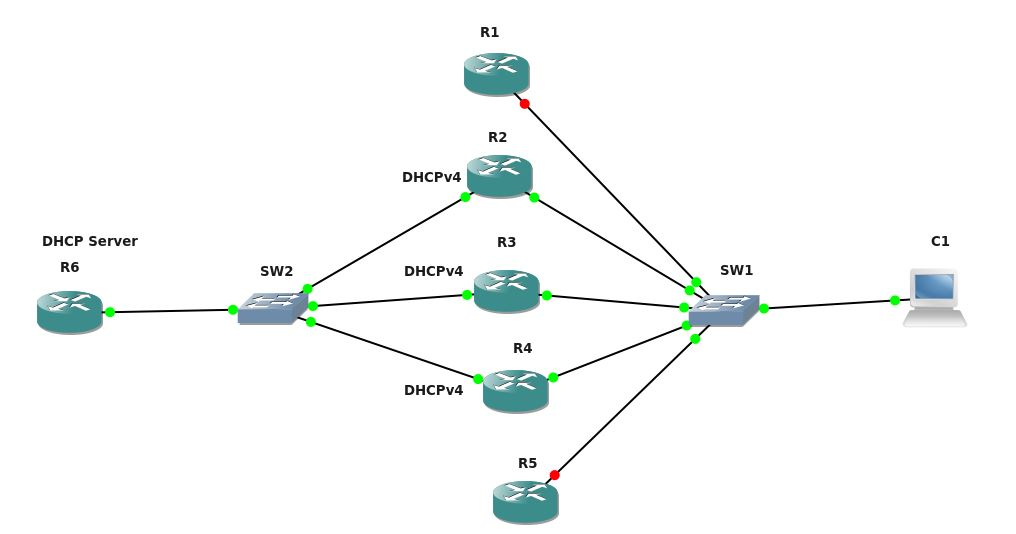 R1
R2
DHCPv4
DHCP Server
R6
SW2
R3
DHCPv4
SW1
C1
R4
DHCPv4
R5